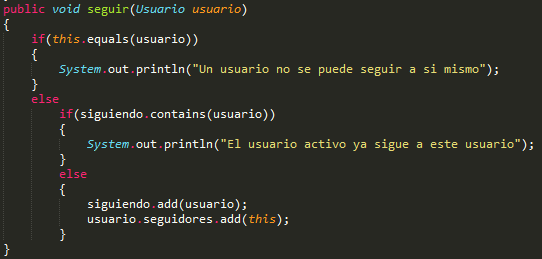 public void seguir(Usuario usuario)
{
if(this.equals(usuario))
{
System.out.println("Un usuario no se puede seguir a si mismo");
}
else
if(siguiendo.contains(usuario))
{
System.out.println("El usuario activo ya sigue a este usuario");
}
else
{
siguiendo.add(usuario);
usuario.seguidores.add(this);
}
}